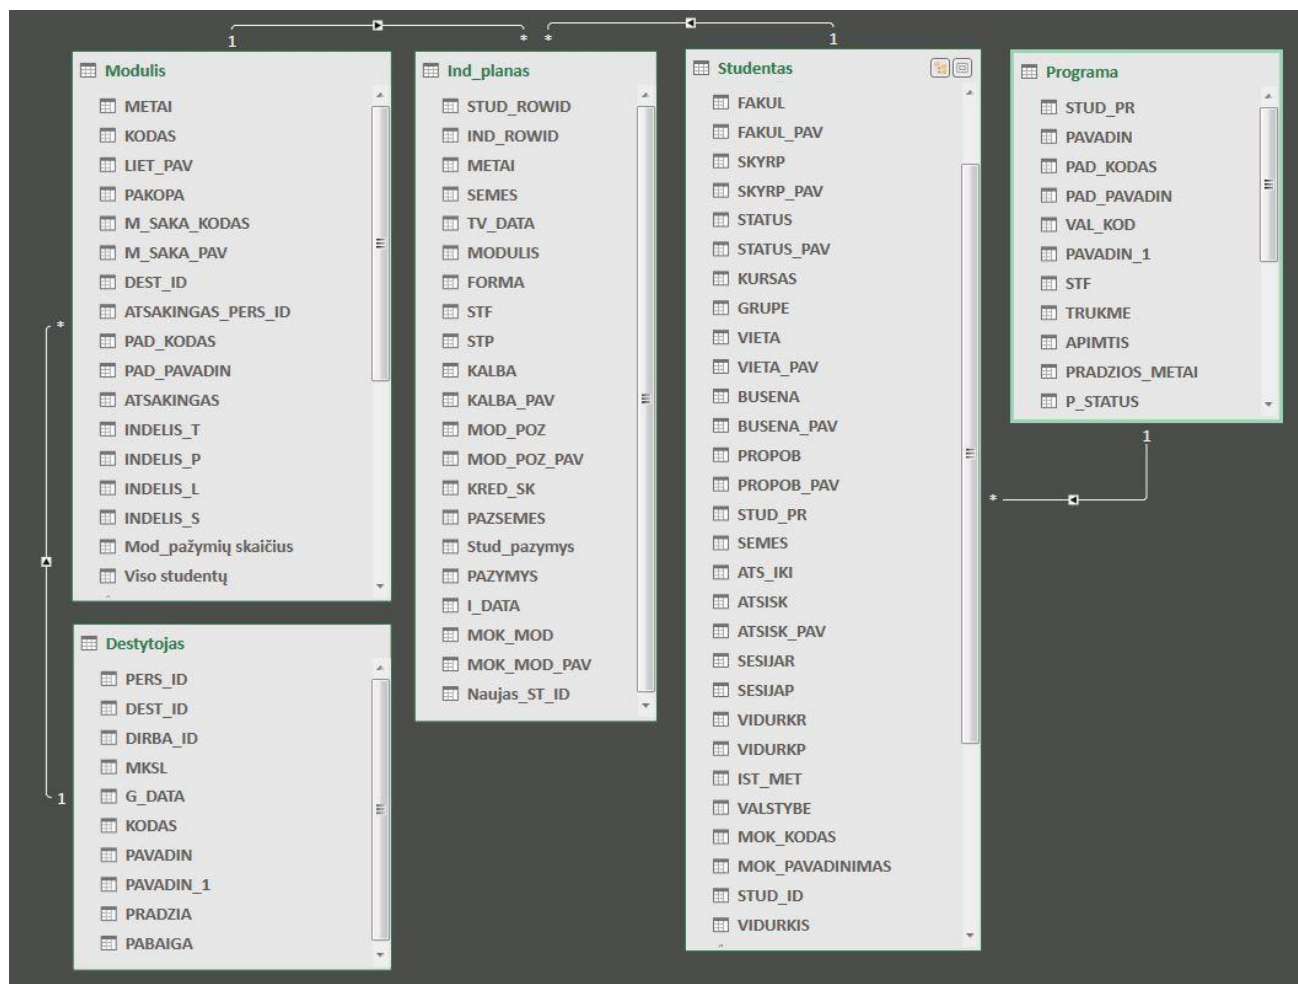 1
*
*
1
Modulis
METAI
KODAS
LIET_PAV
PAKOPA
M_SAKA_KODAS
M_SAKA_PAV
DEST_ID
ATSAKINGAS_PERS_ID
PAD_KODAS
PAD_PAVADIN
ATSAKINGAS
INDELIS_T
INDELIS_P
INDELIS_L
INDELIS_S
Mod_pažymių skaičius
Viso studentų
*
1
Destytojas
PERS_ID
DEST_ID
DIRBA_ID
MKSL
G_DATA
KODAS
PAVADIN
PAVADIN_1
PRADZIA
PABAIGA
Ind_planas
STUD_ROWID
IND_ROWID
METAI
SEMES
TV_DATA
MODULIS
FORMA
STF
STP
KALBA
KALBA_PAV
MOD_POZ
MOD_POZ_PAV
KRED_SK
PAZSEMES
Stud_pazymys
PAZYMYS
I_DATA
MOK_MOD
MOK_MOD_PAV
Naujas_ST_ID
Studentas
FAKUL
FAKUL_PAV
SKYRP
SKYRP_PAV
STATUS
STATUS_PAV
KURSAS
GRUPE
VIETA
VIETA_PAV
BUSENA
BUSENA_PAV
PROPOB
PROPOB_PAV
STUD_PR
SEMES
ATS_IKI
ATSISK
ATSISK_PAV
SESIJAR
SESIJAP
VIDURKR
VIDURKP
IST_MET
VALSTYBE
MOK_KODAS
MOK_PAVADINIMAS
STUD_ID
VIDURKIS
Programa
STUD_PR
PAVADIN
PAD_KODAS
PAD_PAVADIN
VAL_KOD
PAVADIN_1
STF
TRUKME
APIMTIS
PRADZIOS_METAI
P_STATUS
1
*